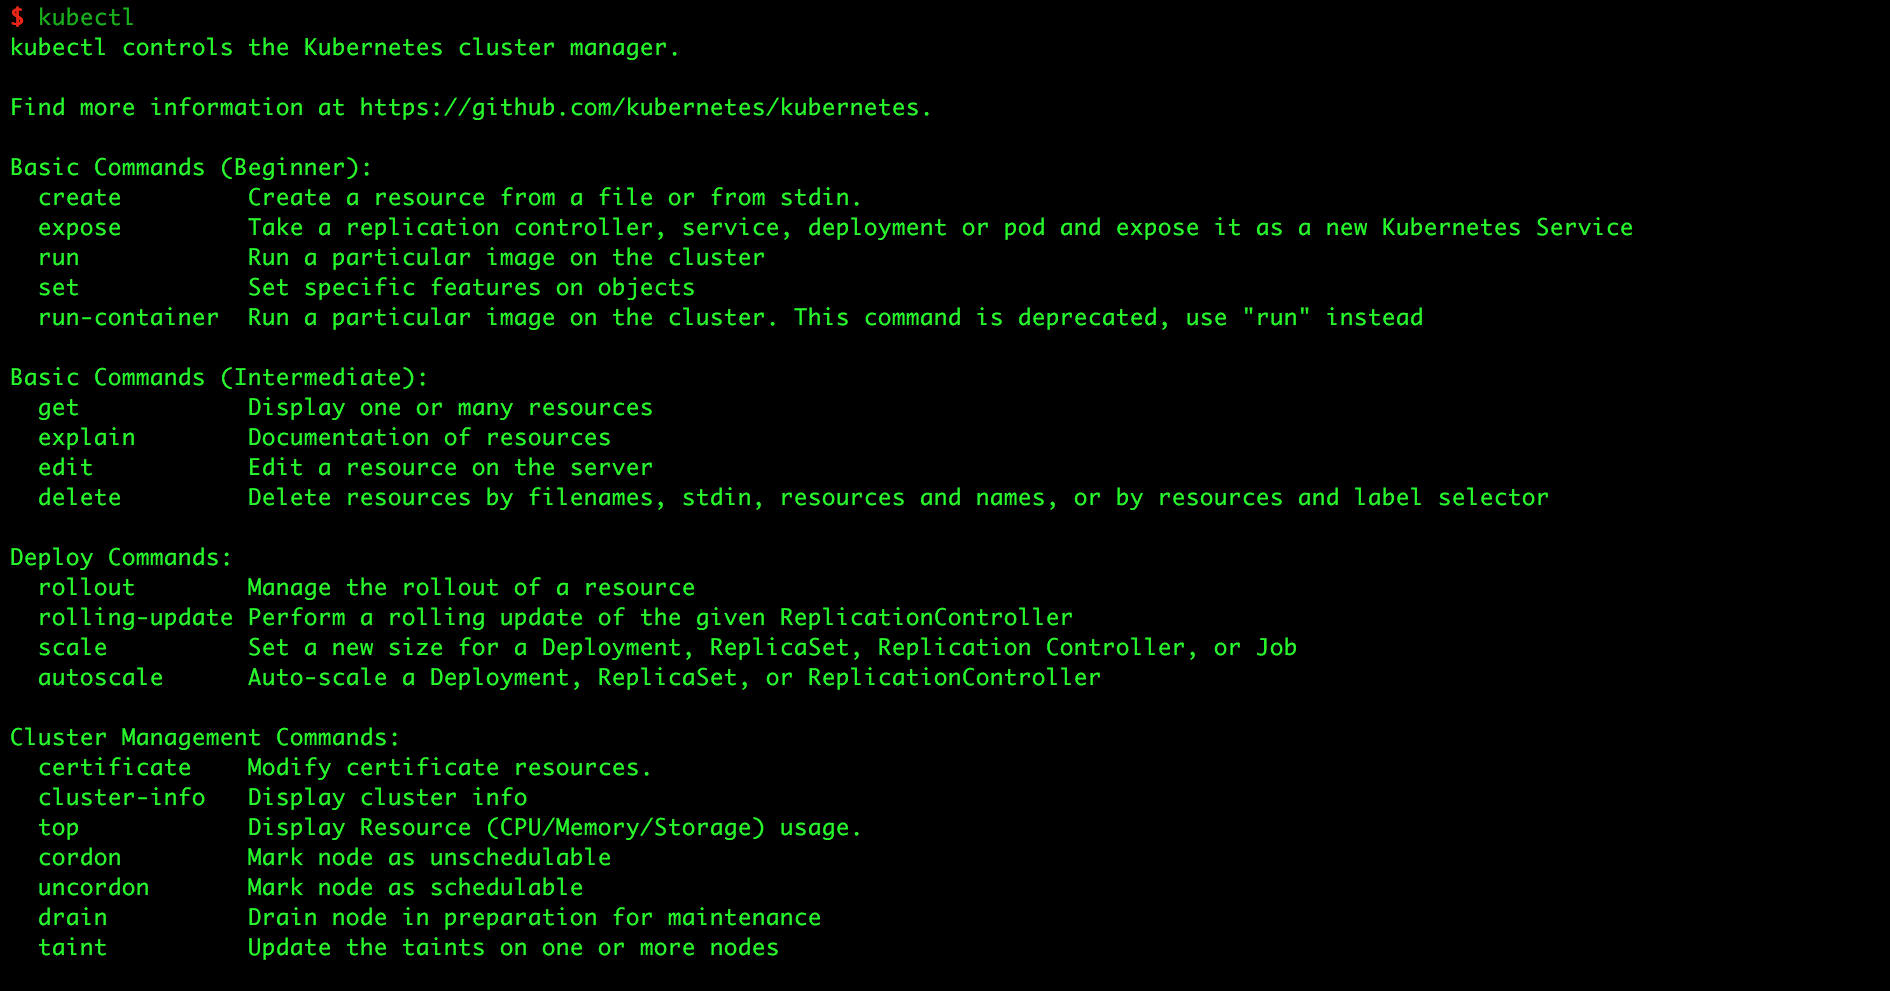 $ kubectl
kubectl controls the Kubernetes cluster manager.
Find more information at https://github.com/kubernetes/kubernetes.
Basic Commands (Beginner):
  create         Create a resource from a file or from stdin.
  expose         Take a replication controller, service, deployment or pod and expose it as a new Kubernetes Service
  run            Run a particular image on the cluster
  set            Set specific features on objects
  run-container  Run a particular image on the cluster. This command is deprecated, use "run" instead
Basic Commands (Intermediate):
  get            Display one or many resources
  explain        Documentation of resources
  edit           Edit a resource on the server
  delete         Delete resources by filenames, stdin, resources and names, or by resources and label selector
Deploy Commands:
  rollout        Manage the rollout of a resource
  rolling-update Perform a rolling update of the given ReplicationController
  scale          Set a new size for a Deployment, ReplicaSet, Replication Controller, or Job
  autoscale      Auto-scale a Deployment, ReplicaSet, or ReplicationController
Cluster Management Commands:
  certificate    Modify certificate resources.
  cluster-info   Display cluster info
  top            Display Resource (CPU/Memory/Storage) usage.
  cordon         Mark node as unschedulable
  uncordon       Mark node as schedulable
  drain          Drain node in preparation for maintenance
  taint          Update the taints on one or more nodes